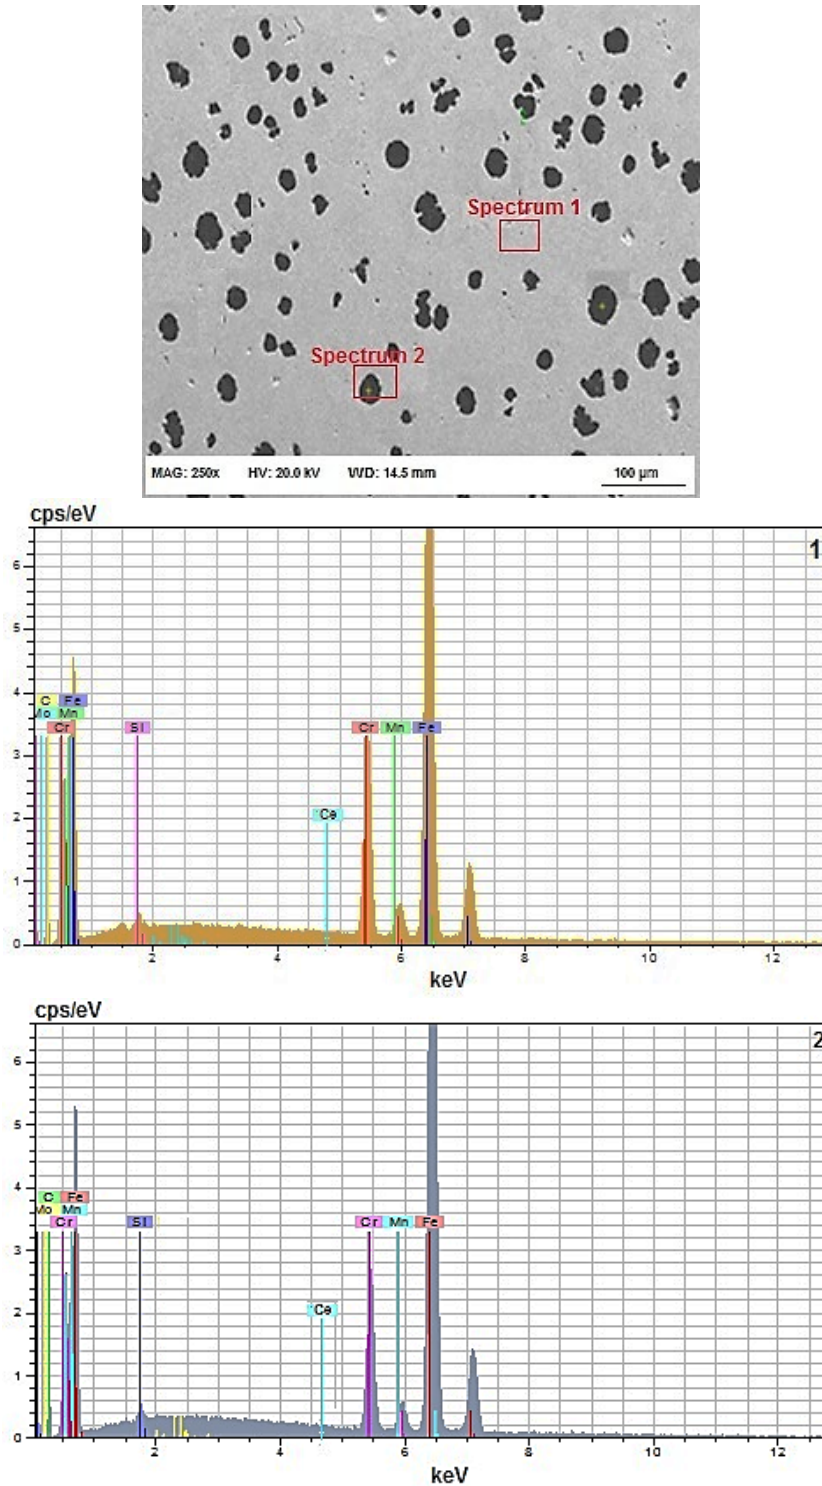 Spectrum 1
Spectrum 2
MAG: 250x HV: 20.0 kV WD: 14.5 mm 100 µm
cps/eV
1
6
5
4
C Fe
Mo Mn
Cr SI Cr Mn Fe
3
Ce
2
1
0
2 4 6 8 10 12
keV
cps/eV
2
6
5
4
C Fe
Mo Mn
Cr SI Cr Mn Fe
3
Ce
2
1
0
2 4 6 8 10 12
keV